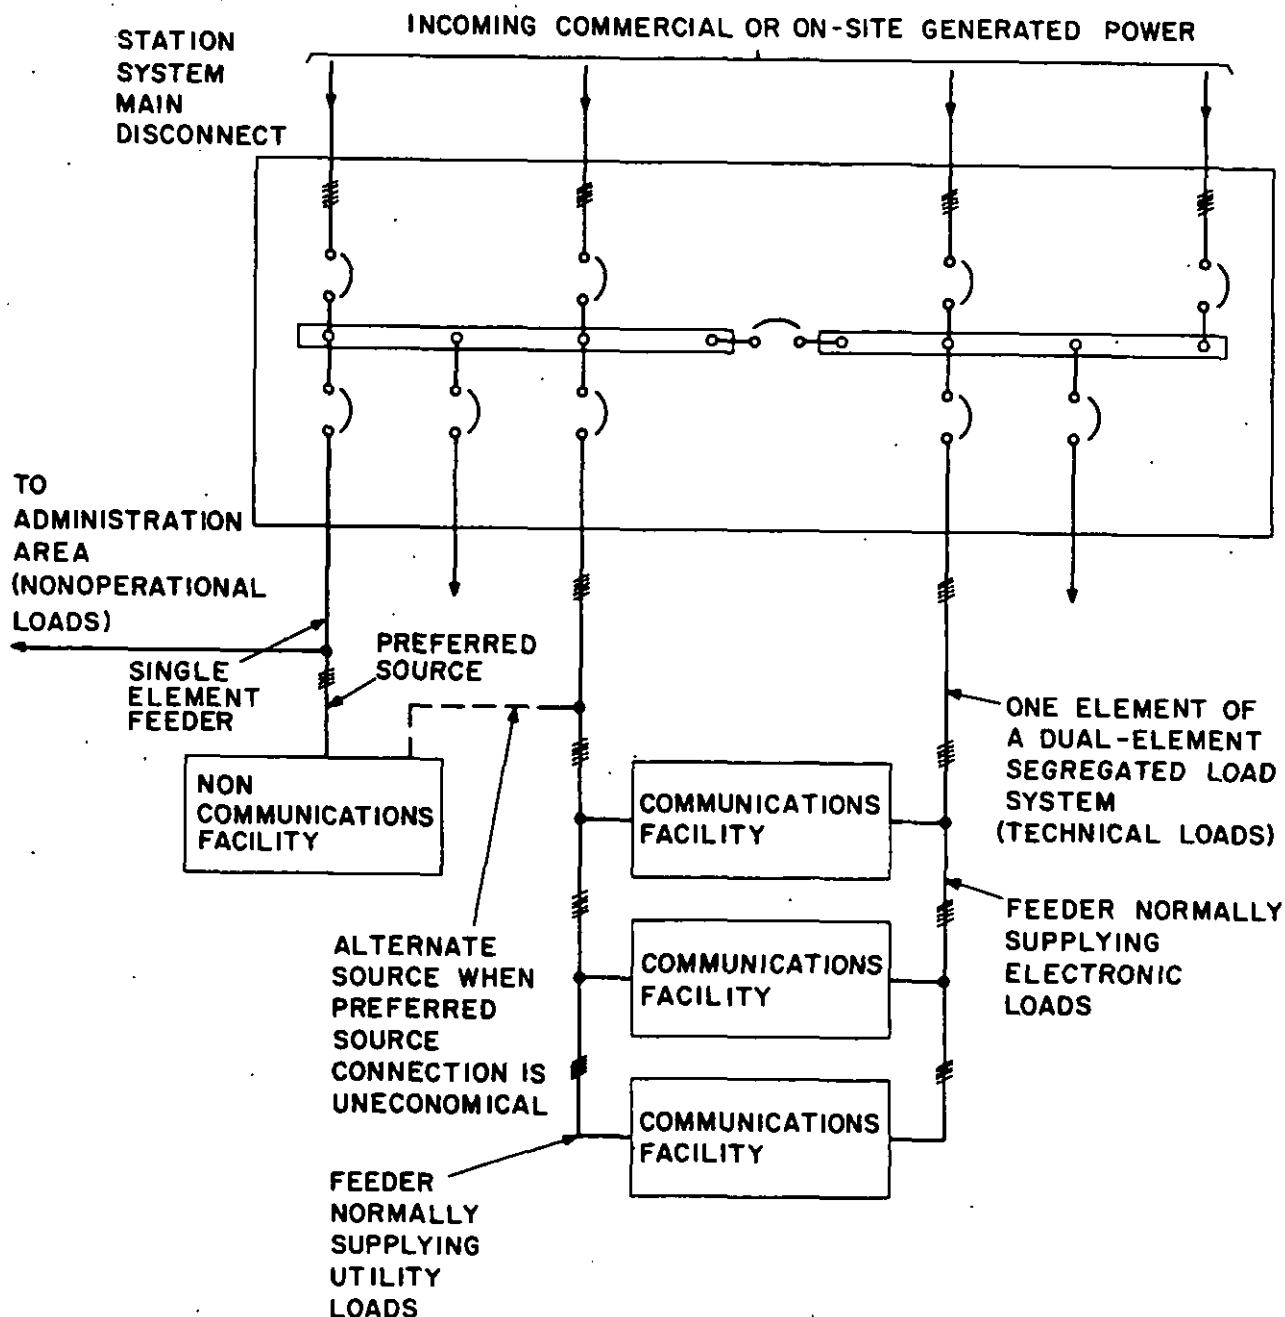 INCOMING COMMERCIAL OR ON-SITE GENERATED POWER
STATION
SYSTEM
MAIN
DISCONNECT
TO
ADMINISTRATION
AREA
(NONOPERATIONAL
LOADS)
SINGLE
ELEMENT
FEEDER
PREFERRED
SOURCE
NON
COMMUNICATIONS
FACILITY
COMMUNICATIONS
FACILITY
ONE ELEMENT OF
A DUAL-ELEMENT
SEGREGATED LOAD
SYSTEM
(TECHNICAL LOADS)
ALTERNATE
SOURCE WHEN
PREFERRED
SOURCE
CONNECTION IS
UNECONOMICAL
COMMUNICATIONS
FACILITY
FEEDER NORMALLY
SUPPLYING
ELECTRONIC
LOADS
COMMUNICATIONS
FACILITY
FEEDER
NORMALLY
SUPPLYING
UTILITY
LOADS